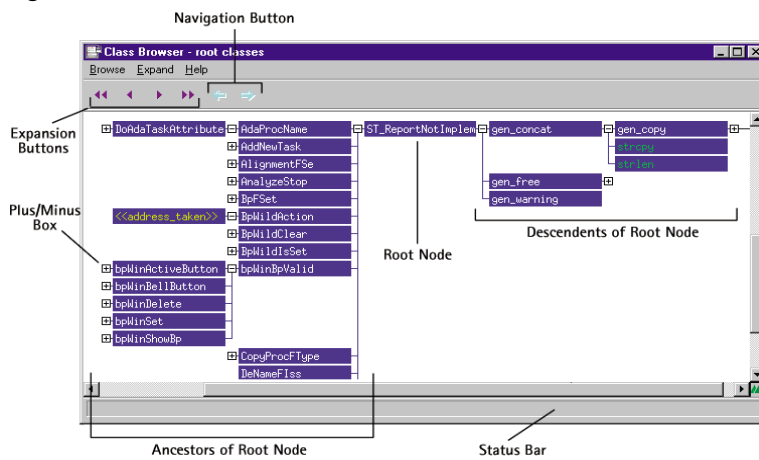 Navigation Button
Class Browser - root classes
Browse Expand Help
Expansion
Buttons
DoAdaTaskAttribute
AdaProcName
ST_ReportNotImplem
gen_concat
gen_copy
AddNewTask
strcpy
AlignmentFSe
strlen
AnalyzeStop
gen_free
BpFSet
gen_warning
Plus/Minus
Box
<<address_taken>>
BpWildAction
BpWildClear
BpWildIsSet
Root Node
Descendents of Root Node
bpWinActiveButton
bpWinBpValid
bpWinBellButton
bpWinDelete
bpWinSet
bpWinShowBp
CopyProcFType
DeNameFIss
Ancestors of Root Node
Status Bar